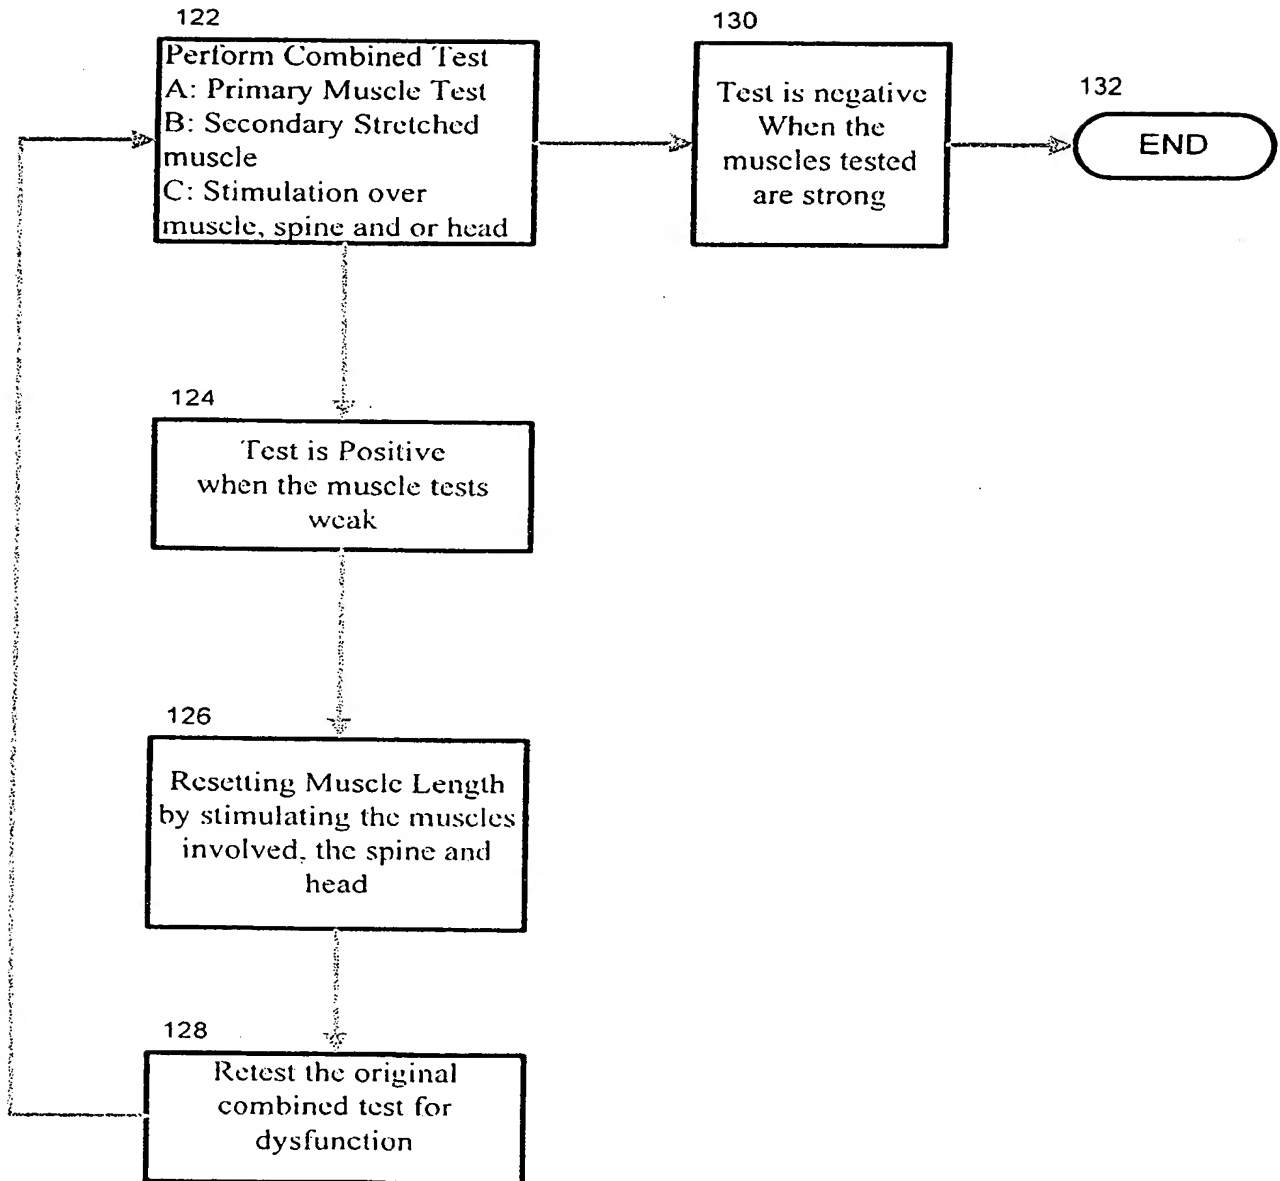 122
Perform Combined Test
A: Primary Muscle Test
B: Secondary Stretched
muscle
C: Stimulation over
muscle, spine and or head
130
Test is negative
When the
muscles tested
are strong
132
END
124
Test is Positive
when the muscle tests
weak
126
Resetting Muscle Length
by stimulating the muscles
involved, the spine and
head
128
Retest the original
combined test for
dysfunction